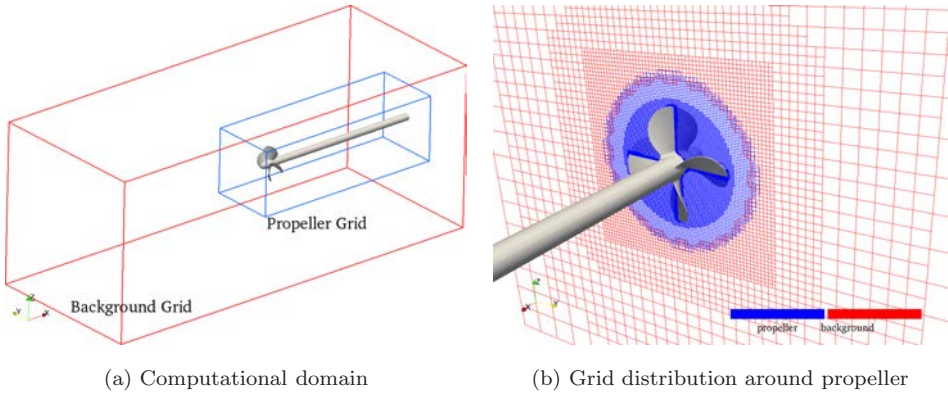 Propeller Grid
Background Grid
Z
Y
X
Z
X
Y
propeller background
(a) Computational domain
(b) Grid distribution around propeller